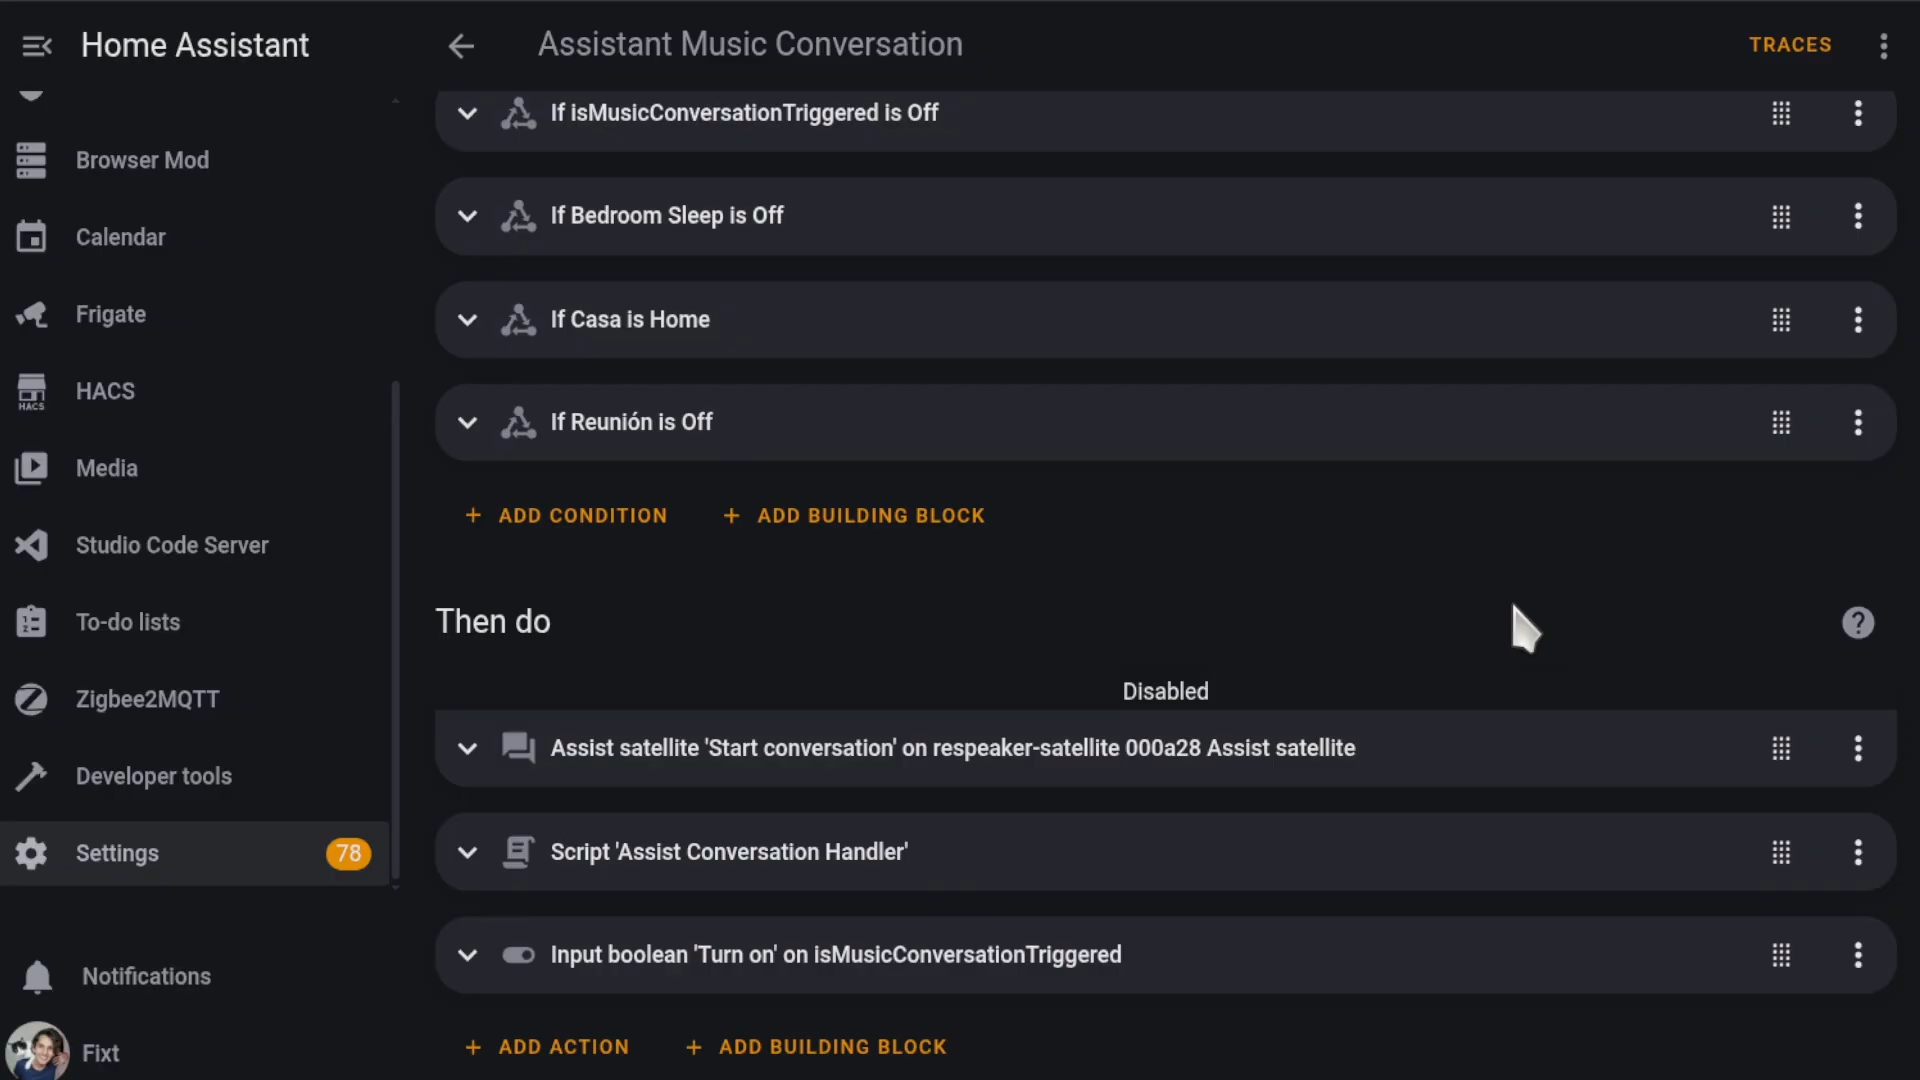 Home Assistant
Assistant Music Conversation
TRACES
Browser Mod
Calendar
Frigate
HACS
HACS
Media
Studio Code Server
To-do lists
Zigbee2MQTT
Developer tools
Settings
78
Notifications
Fixt
If isMusicConversationTriggered is Off
If Bedroom Sleep is Off
If Casa is Home
If Reunión is Off
+ ADD CONDITION + ADD BUILDING BLOCK
Then do
?
Disabled
Assist satellite 'Start conversation' on respeaker-satellite 000a28 Assist satellite
Script 'Assist Conversation Handler'
Input boolean 'Turn on' on isMusicConversationTriggered
+ ADD ACTION + ADD BUILDING BLOCK